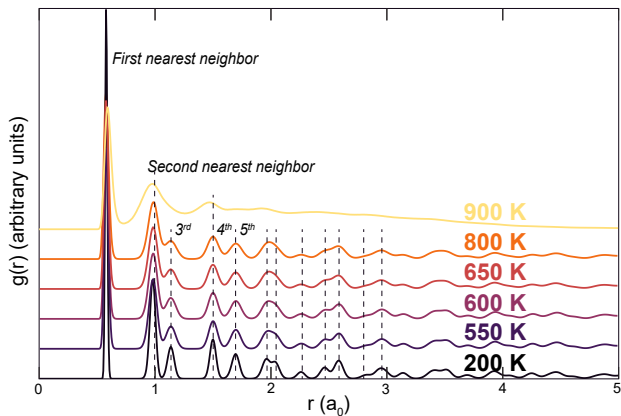 First nearest neighbor
Second nearest neighbor
3rd
4th
5th
900 K
800 K
650 K
600 K
550 K
200 K
g(r) (arbitrary units)
0
1
2
3
4
5
r (a0)